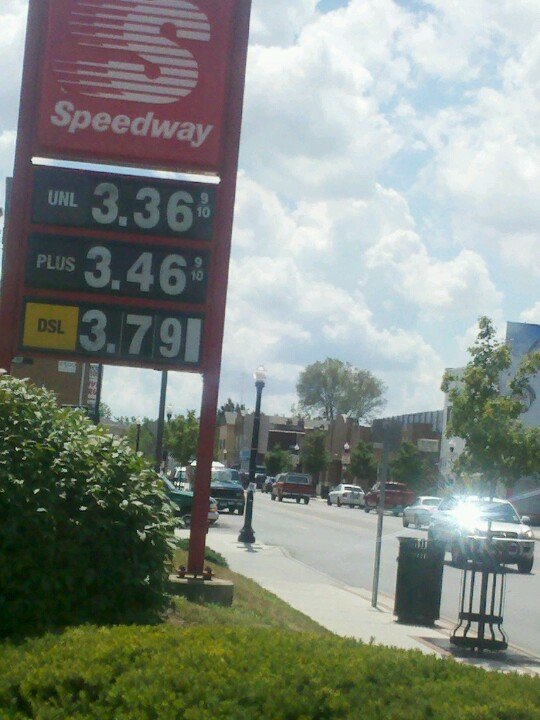 S
Speedway
UNL 3.36 9/10
PLUS 3.46 9/10
DSL 3.79